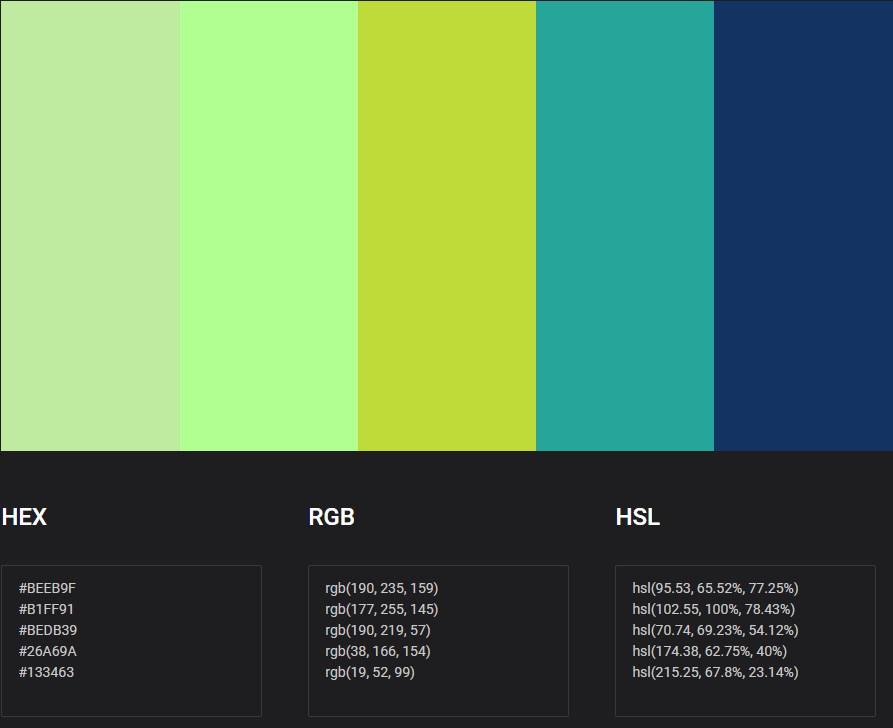 HEX
#BEEB9F
#B1FF91
#BEDB39
#26A69A
#133463
RGB
rgb(190, 235, 159)
rgb(177, 255, 145)
rgb(190, 219, 57)
rgb(38, 166, 154)
rgb(19, 52, 99)
HSL
hsl(95.53, 65.52%, 77.25%)
hsl(102.55, 100%, 78.43%)
hsl(70.74, 69.23%, 54.12%)
hsl(174.38, 62.75%, 40%)
hsl(215.25, 67.8%, 23.14%)